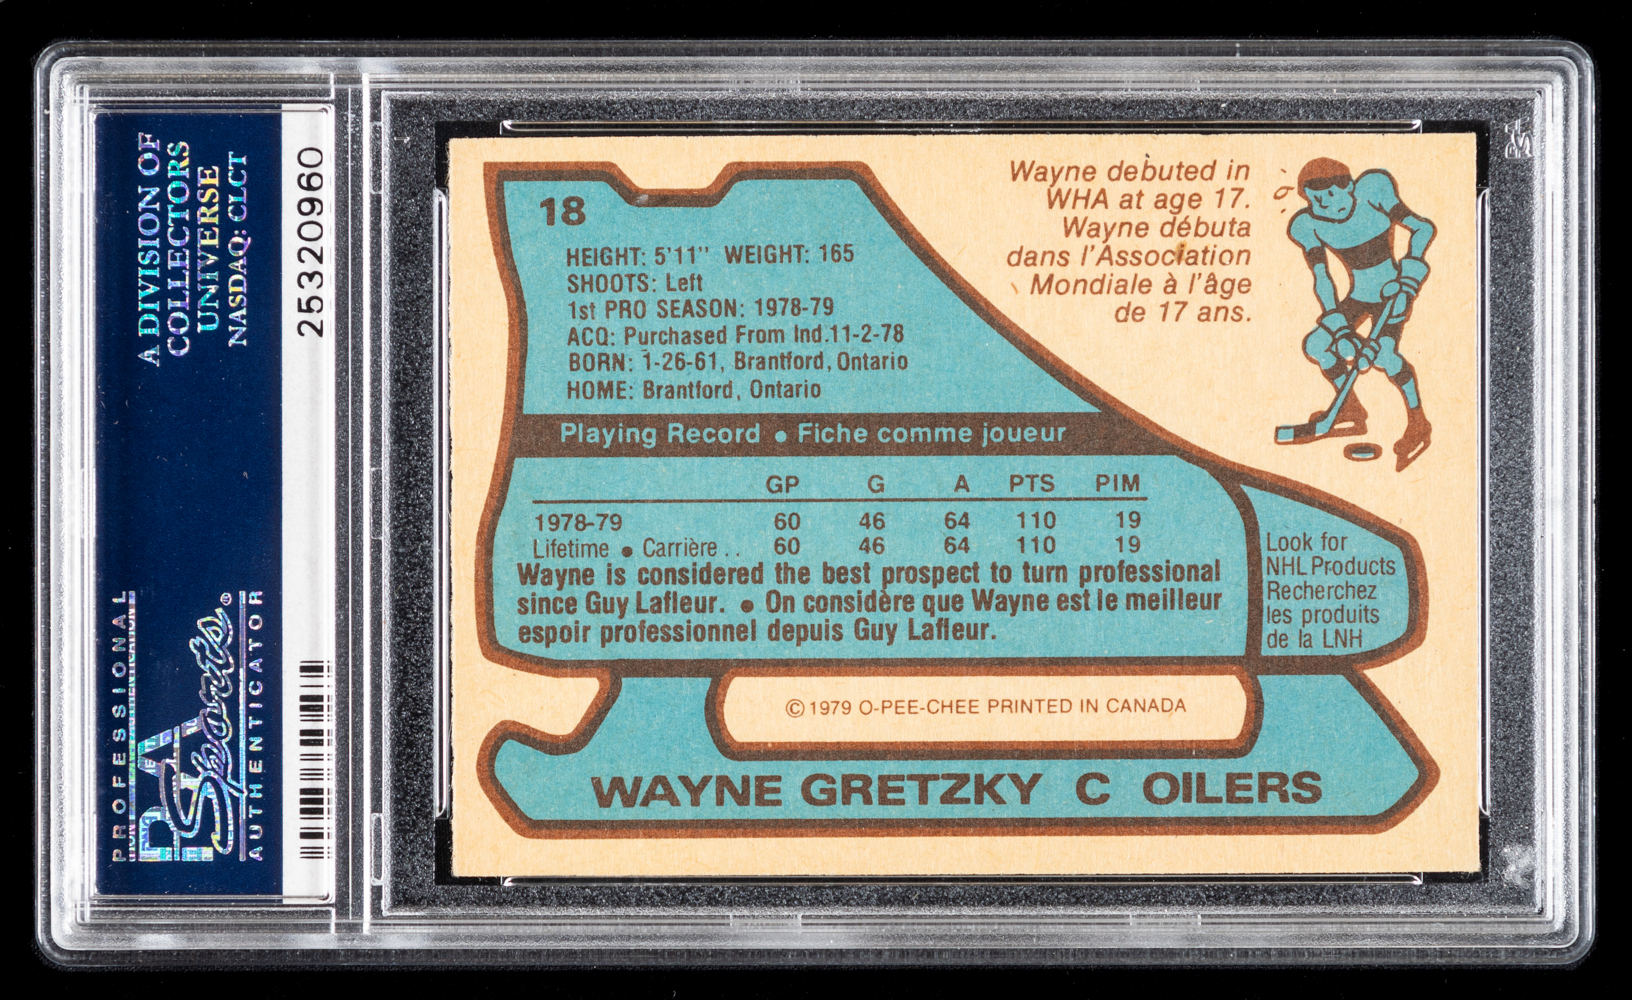 A DIVISION OF
COLLECTORS
UNIVERSE
NASDAQ: CLCT
25320960
PROFESSIONAL
PSA
Sports®
AUTHENTICATOR
PSA
18
HEIGHT: 5'11" WEIGHT: 165
SHOOTS: Left
1st PRO SEASON: 1978-79
ACQ: Purchased From Ind.11-2-78
BORN: 1-26-61, Brantford, Ontario
HOME: Brantford, Ontario
Wayne debuted in
WHA at age 17.
Wayne débuta
dans l'Association
Mondiale à l'âge
de 17 ans.
Playing Record • Fiche comme joueur
GP G A PTS PIM
1978-79 60 46 64 110 19
Lifetime • Carrière .. 60 46 64 110 19
Wayne is considered the best prospect to turn professional
since Guy Lafleur. • On considère que Wayne est le meilleur
espoir professionnel depuis Guy Lafleur.
Look for
NHL Products
Recherchez
les produits
de la LNH
© 1979 O-PEE-CHEE PRINTED IN CANADA
WAYNE GRETZKY C OILERS